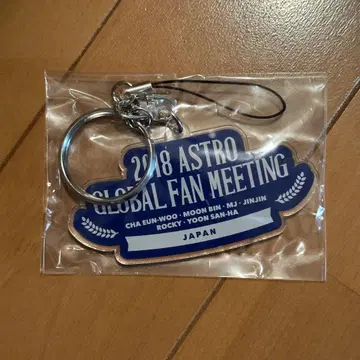 2018 ASTRO
GLOBAL FAN MEETING
CHA EUN-WOO · MOON BIN · MJ · JINJIN
ROCKY · YOON SAN-HA
JAPAN